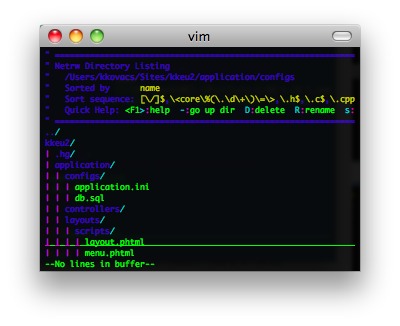 vim
" ============================================================
" Netrw Directory Listing
"   /Users/kkovacs/Sites/kkeu2/application/configs
"   Sorted by      name
"   Sort sequence: [\/]$,\<core\%(\.\d\+\)\=\>,\.h$,\.c$,\.cpp
"   Quick Help: <F1>:help  -:go up dir  D:delete  R:rename  s:
" ============================================================
../
kkeu2/
| .hg/
| application/
| | configs/
| | | application.ini
| | | db.sql
| | controllers/
| | layouts/
| | | scripts/
| | | | layout.phtml
| | | | menu.phtml
--No lines in buffer--